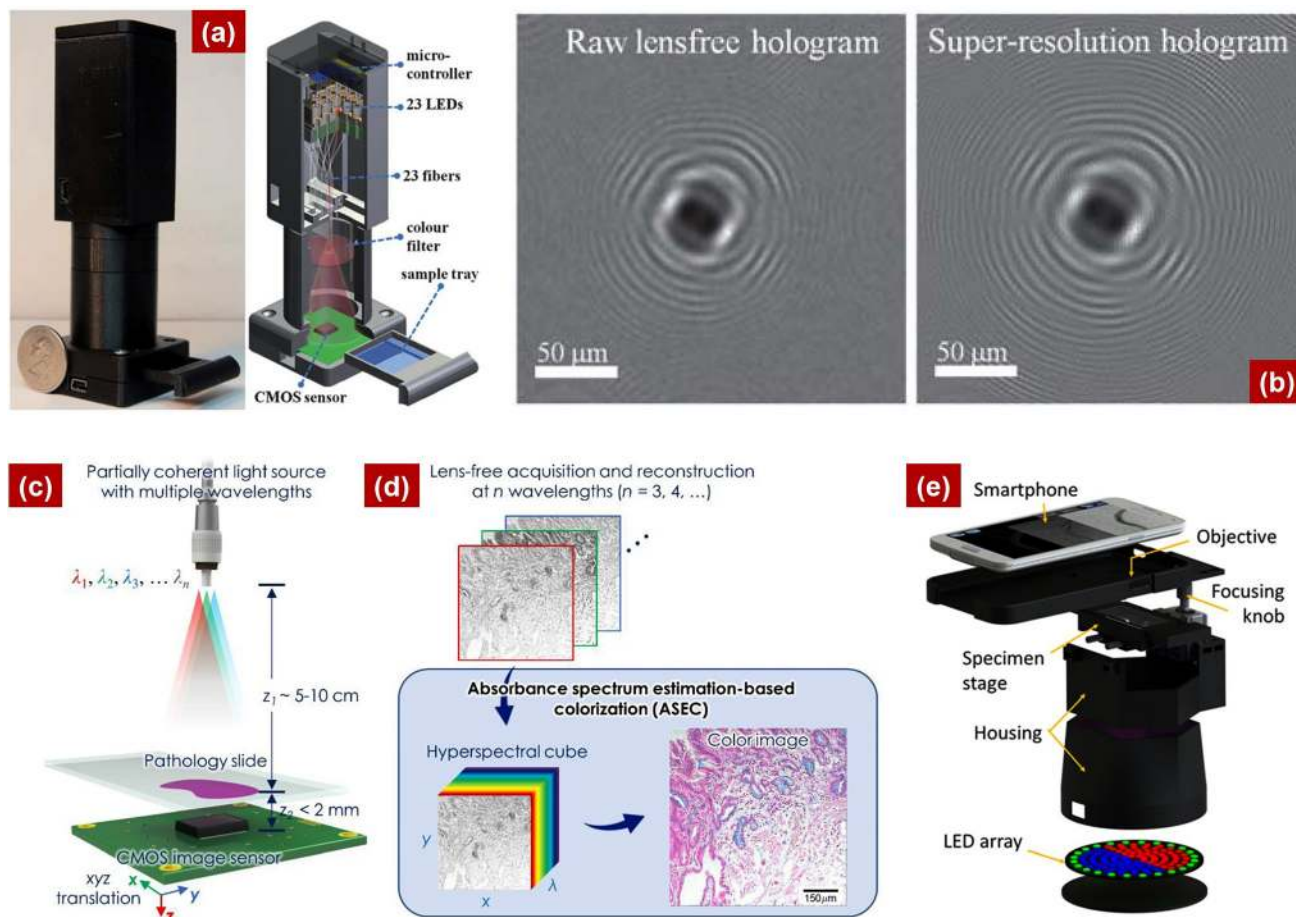 (a)
micro-
controller
23 LEDs
23 fibers
colour
filter
sample tray
CMOS sensor
Raw lensfree hologram
50 μm
Super-resolution hologram
50 μm
(b)
(c)
Partially coherent light source
with multiple wavelengths
λ1, λ2, λ3, … λn
z1 ~ 5-10 cm
Pathology slide
z2 < 2 mm
CMOS image sensor
xyz
translation
x
y
z
(d)
Lens-free acquisition and reconstruction
at n wavelengths (n = 3, 4, …)
Absorbance spectrum estimation-based
colorization (ASEC)
Hyperspectral cube
y
x
λ
Color image
150μm
(e)
Smartphone
Objective
Focusing
knob
Specimen
stage
Housing
LED array